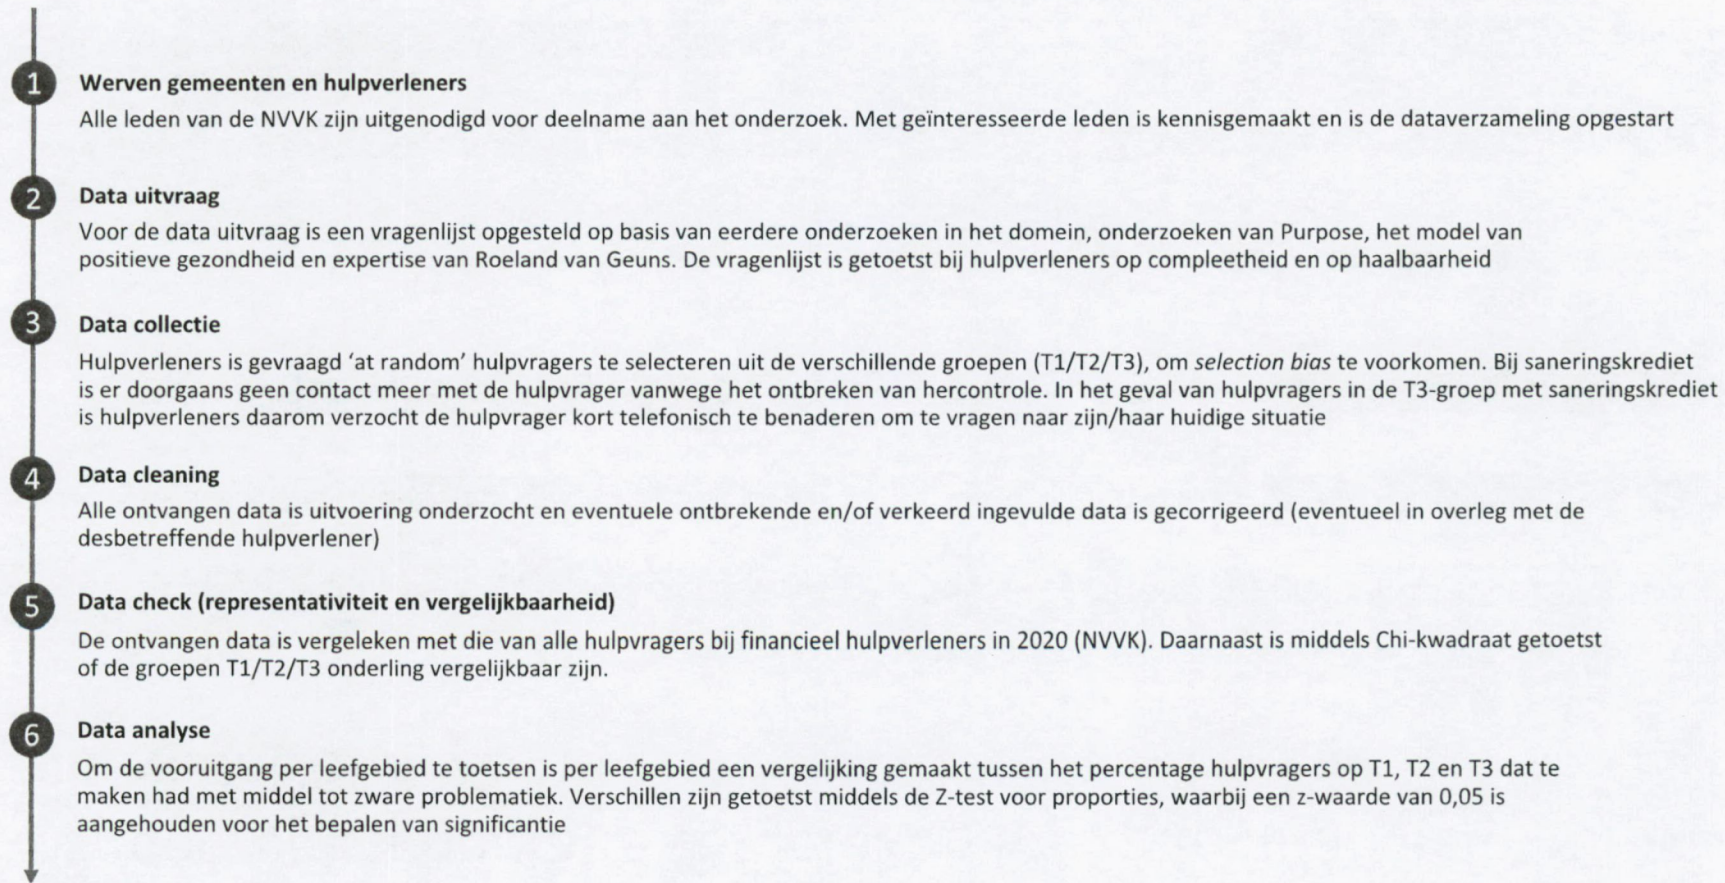 1 Werven gemeenten en hulpverleners
Alle leden van de NVVK zijn uitgenodigd voor deelname aan het onderzoek. Met geïnteresseerde leden is kennisgemaakt en is de dataverzameling opgestart
2 Data uitvraag
Voor de data uitvraag is een vragenlijst opgesteld op basis van eerdere onderzoeken in het domein, onderzoeken van Purpose, het model van
positieve gezondheid en expertise van Roeland van Geuns. De vragenlijst is getoetst bij hulpverleners op compleetheid en op haalbaarheid
3 Data collectie
Hulpverleners is gevraagd ‘at random’ hulpvragers te selecteren uit de verschillende groepen (T1/T2/T3), om selection bias te voorkomen. Bij saneringskrediet
is er doorgaans geen contact meer met de hulpvrager vanwege het ontbreken van hercontrole. In het geval van hulpvragers in de T3-groep met saneringskrediet
is hulpverleners daarom verzocht de hulpvrager kort telefonisch te benaderen om te vragen naar zijn/haar huidige situatie
4 Data cleaning
Alle ontvangen data is uitvoering onderzocht en eventuele ontbrekende en/of verkeerd ingevulde data is gecorrigeerd (eventueel in overleg met de
desbetreffende hulpverlener)
5 Data check (representativiteit en vergelijkbaarheid)
De ontvangen data is vergeleken met die van alle hulpvragers bij financieel hulpverleners in 2020 (NVVK). Daarnaast is middels Chi-kwadraat getoetst
of de groepen T1/T2/T3 onderling vergelijkbaar zijn.
6 Data analyse
Om de vooruitgang per leefgebied te toetsen is per leefgebied een vergelijking gemaakt tussen het percentage hulpvragers op T1, T2 en T3 dat te
maken had met middel tot zware problematiek. Verschillen zijn getoetst middels de Z-test voor proporties, waarbij een z-waarde van 0,05 is
aangehouden voor het bepalen van significantie